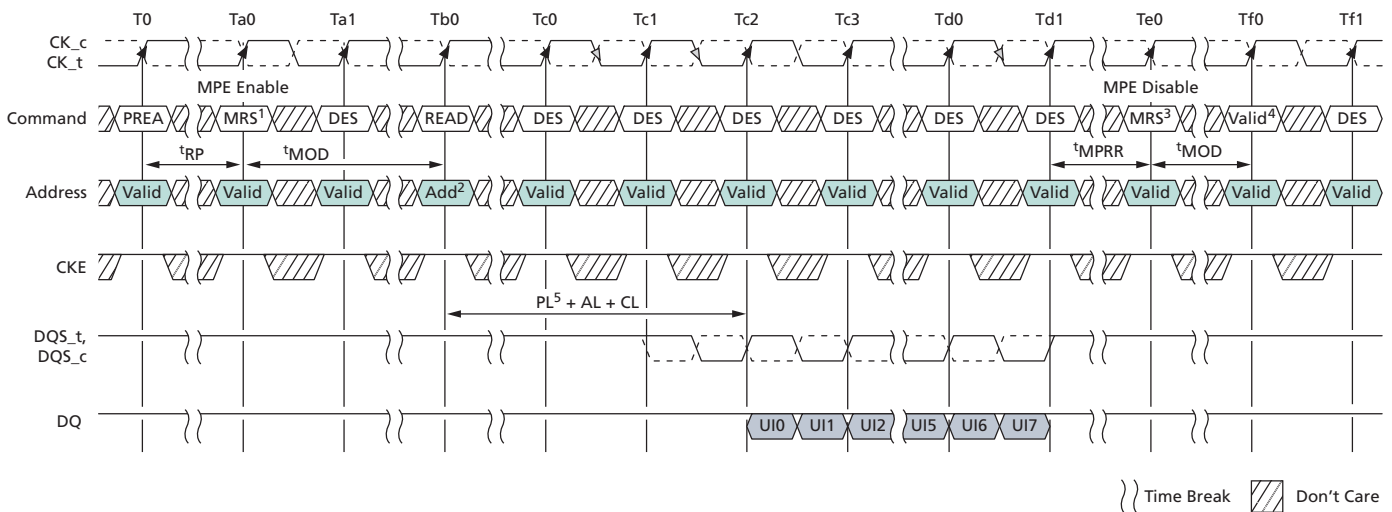 T0 Ta0 Ta1 Tb0 Tc0 Tc1 Tc2 Tc3 Td0 Td1 Te0 Tf0 Tf1
CK_c
CK_t
MPE Enable MPE Disable
Command PREA MRS¹ DES READ DES DES DES DES DES DES MRS³ Valid⁴ DES
tRP tMOD tMPRR tMOD
Address Valid Valid Valid Add² Valid Valid Valid Valid Valid Valid Valid Valid Valid
CKE
PL⁵ + AL + CL
DQS_t,
DQS_c
DQ UI0 UI1 UI2 UI5 UI6 UI7
Time Break Don't Care